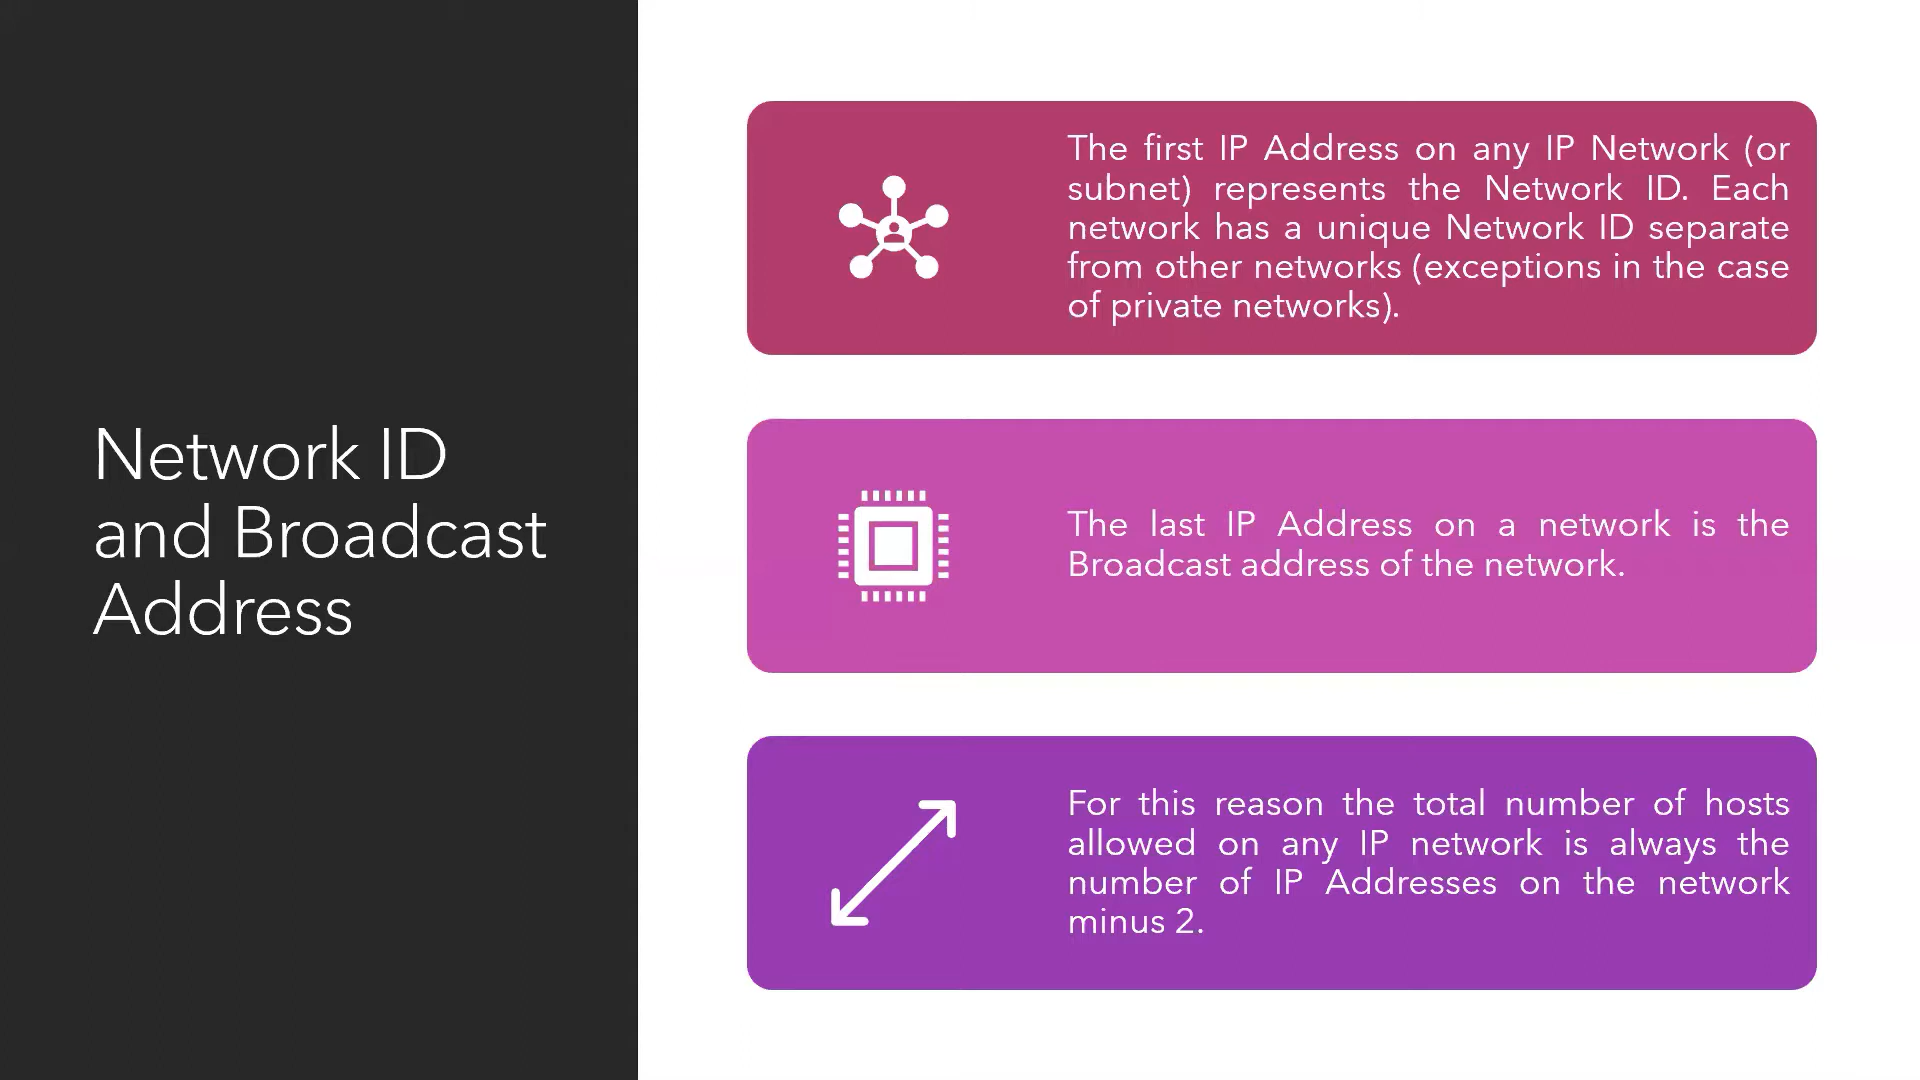 Network ID
and Broadcast
Address
The first IP Address on any IP Network (or
subnet) represents the Network ID. Each
network has a unique Network ID separate
from other networks (exceptions in the case
of private networks).
The last IP Address on a network is the
Broadcast address of the network.
For this reason the total number of hosts
allowed on any IP network is always the
number of IP Addresses on the network
minus 2.